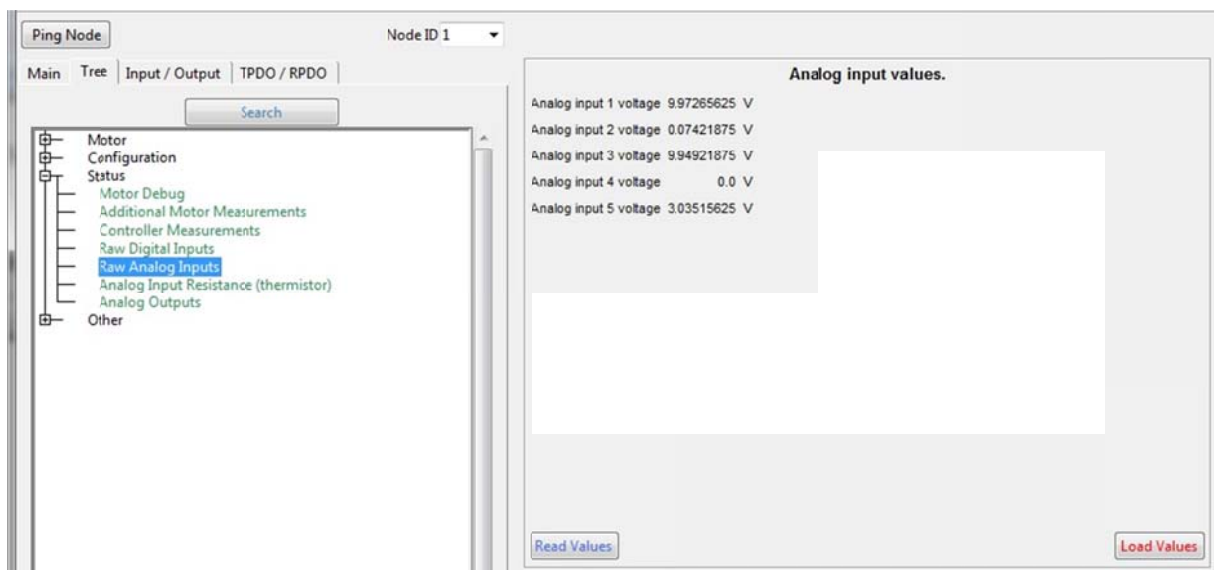 Ping Node
Node ID 1
Main Tree Input / Output TPDO / RPDO
Search
Motor
Configuration
Status
Motor Debug
Additional Motor Measurements
Controller Measurements
Raw Digital Inputs
Raw Analog Inputs
Analog Input Resistance (thermistor)
Analog Outputs
Other
Analog input values.
Analog input 1 voltage 9.97265625 V
Analog input 2 voltage 0.07421875 V
Analog input 3 voltage 9.94921875 V
Analog input 4 voltage 0.0 V
Analog input 5 voltage 3.03515625 V
Read Values
Load Values